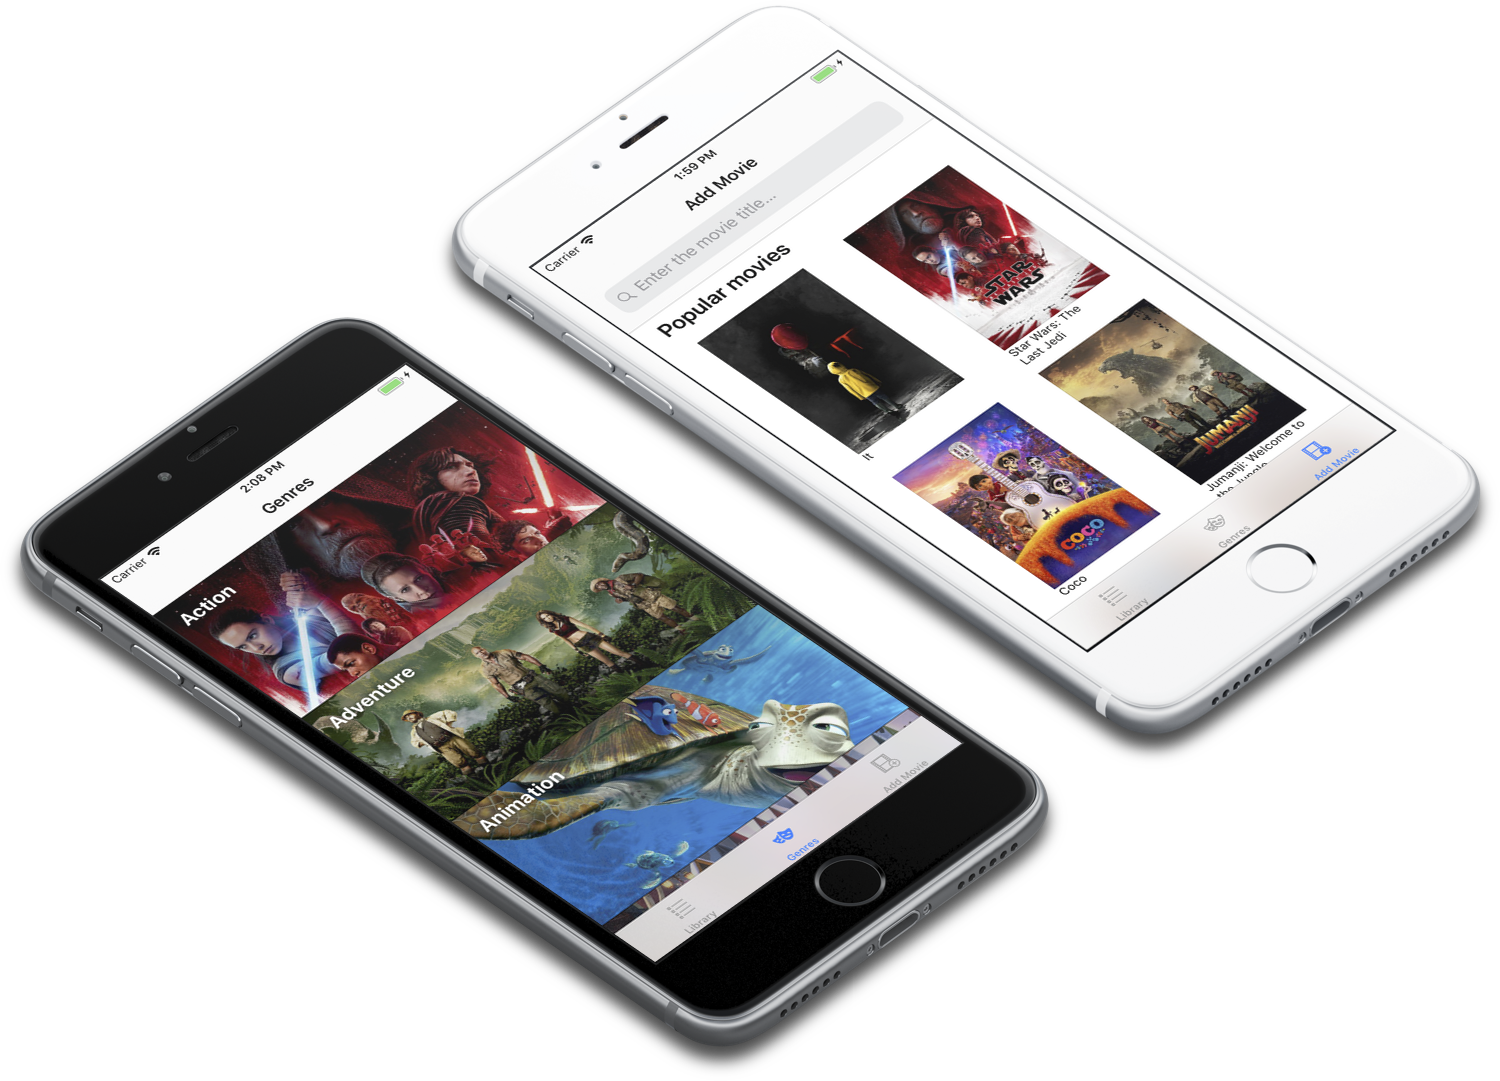 Carrier
1:59 PM
Add Movie
Enter the movie title...
Popular movies
IT
It
STAR WARS
Star Wars: The
Last Jedi
COCO
Coco
JUMANJI
Jumanji: Welcome to
the Jungle
Library
Genres
Add Movie
Carrier
2:08 PM
Genres
Action
Adventure
Animation
Library
Genres
Add Movie